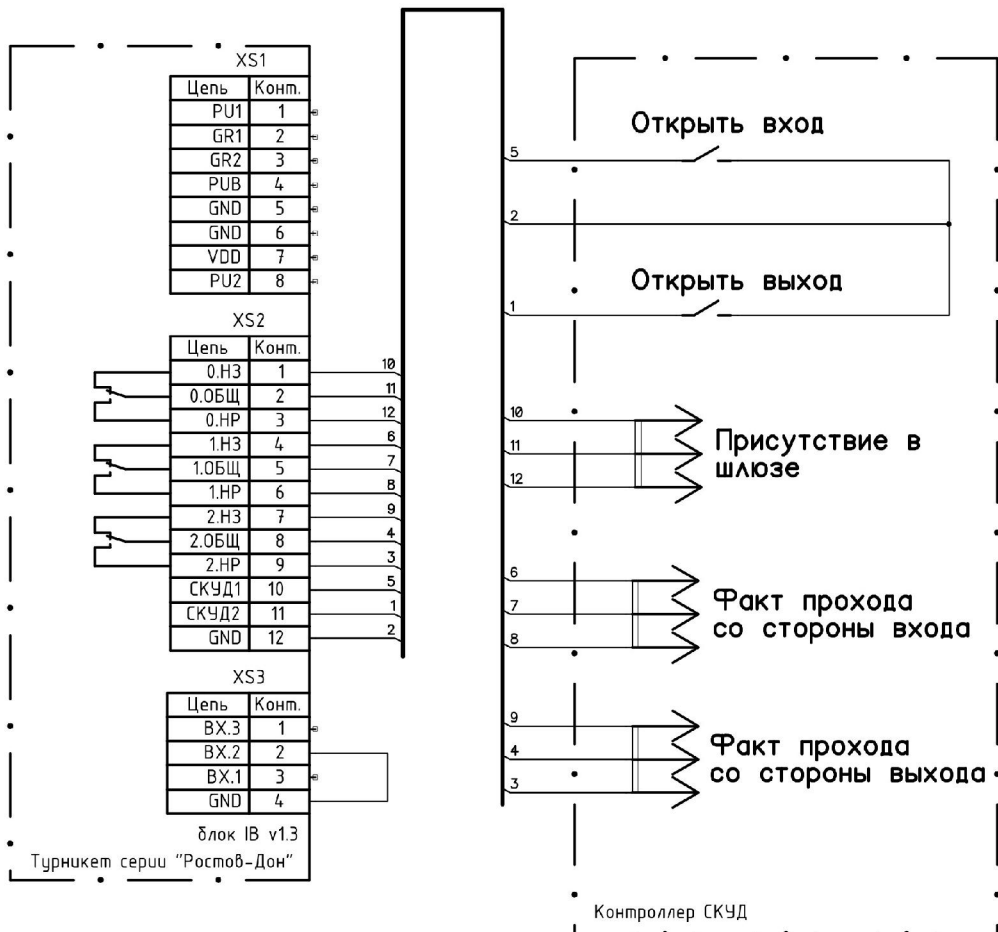 XS1
Цепь Конт.
PU1 1
GR1 2
GR2 3
PUB 4
GND 5
GND 6
VDD 7
PU2 8
XS2
Цепь Конт.
0.НЗ 1 10
0.ОБЩ 2 11
0.НР 3 12
1.НЗ 4 6
1.ОБЩ 5 7
1.НР 6 8
2.НЗ 7 9
2.ОБЩ 8 4
2.НР 9 3
СКУД1 10 5
СКУД2 11 1
GND 12 2
XS3
Цепь Конт.
ВХ.3 1
ВХ.2 2
ВХ.1 3
GND 4
блок IB v1.3
Турникет серии "Ростов-Дон"
Открыть вход
5
2
Открыть выход
1
10
11
12
Присутствие в
шлюзе
6
7
8
Факт прохода
со стороны входа
9
4
3
Факт прохода
со стороны выхода
Контроллер СКУД